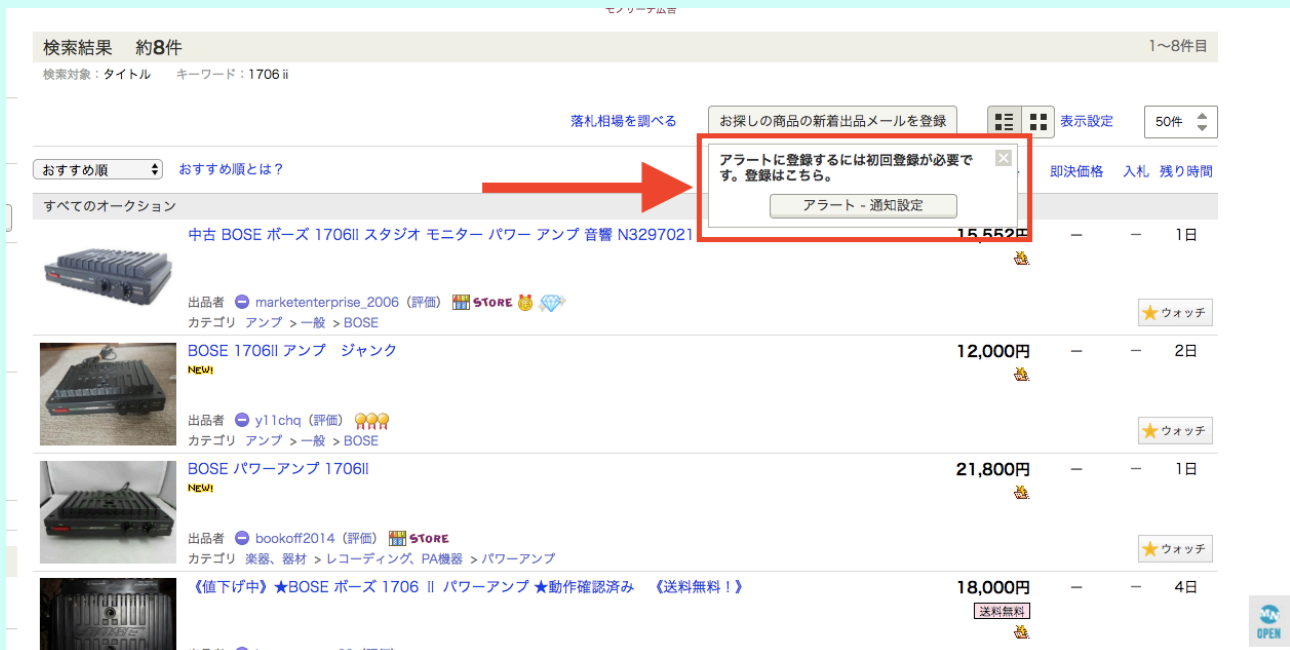 モノサーチ広告
検索結果 約8件 1〜8件目
検索対象：タイトル キーワード：1706 ii
落札相場を調べる お探しの商品の新着出品メールを登録 表示設定 50件
アラートに登録するには初回登録が必要で
す。登録はこちら。
アラート - 通知設定
おすすめ順 おすすめ順とは？ 即決価格 入札 残り時間
すべてのオークション
中古 BOSE ボーズ 1706II スタジオ モニター パワー アンプ 音響 N3297021 15,552円 － － 1日
出品者 marketenterprise_2006（評価） STORE
カテゴリ アンプ > 一般 > BOSE
ウォッチ
BOSE 1706II アンプ ジャンク 12,000円 － － 2日
NEW!
出品者 y11chq（評価）
カテゴリ アンプ > 一般 > BOSE
ウォッチ
BOSE パワーアンプ 1706II 21,800円 － － 1日
NEW!
出品者 bookoff2014（評価） STORE
カテゴリ 楽器、器材 > レコーディング、PA機器 > パワーアンプ
ウォッチ
《値下げ中》★BOSE ボーズ 1706 Ⅱ パワーアンプ ★動作確認済み 《送料無料！》 18,000円 － － 4日
送料無料
MN
OPEN